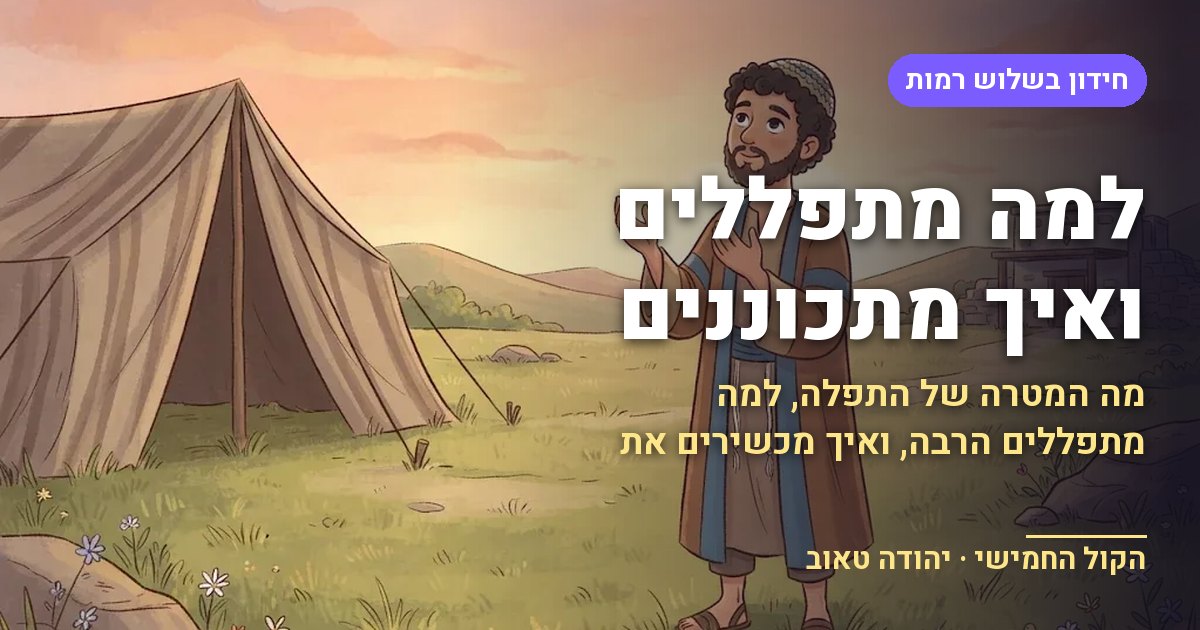 חידון בשלוש רמות
למה מתפללים
ואיך מתכוננים
מה המטרה של התפלה, למה
מתפללים הרבה, ואיך מכשירים את
הקול החמישי · יהודה טאוב